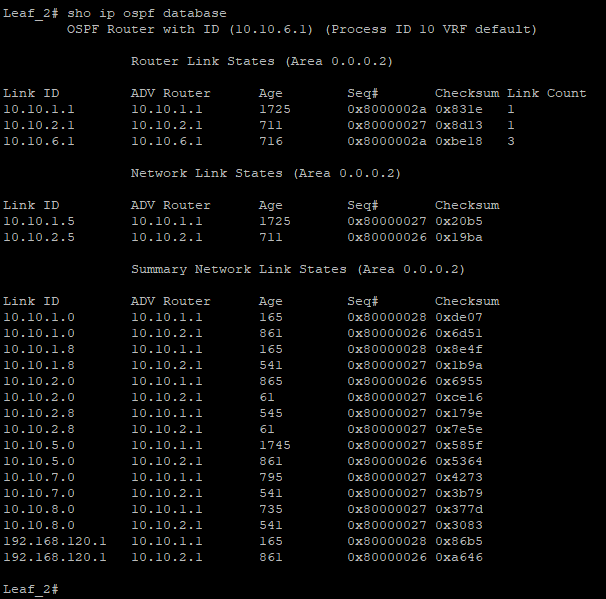 Leaf_2# sho ip ospf database
OSPF Router with ID (10.10.6.1) (Process ID 10 VRF default)
Router Link States (Area 0.0.0.2)
Link ID ADV Router Age Seq# Checksum Link Count
10.10.1.1 10.10.1.1 1725 0x8000002a 0x831e 1
10.10.2.1 10.10.2.1 711 0x80000027 0x8d13 1
10.10.6.1 10.10.6.1 716 0x8000002a 0xbe18 3
Network Link States (Area 0.0.0.2)
Link ID ADV Router Age Seq# Checksum
10.10.1.5 10.10.1.1 1725 0x80000027 0x20b5
10.10.2.5 10.10.2.1 711 0x80000026 0x19ba
Summary Network Link States (Area 0.0.0.2)
Link ID ADV Router Age Seq# Checksum
10.10.1.0 10.10.1.1 165 0x80000028 0xde07
10.10.1.0 10.10.2.1 861 0x80000026 0x6d51
10.10.1.8 10.10.1.1 165 0x80000028 0x8e4f
10.10.1.8 10.10.2.1 541 0x80000027 0x1b9a
10.10.2.0 10.10.1.1 865 0x80000026 0x6955
10.10.2.0 10.10.2.1 61 0x80000027 0xce16
10.10.2.8 10.10.1.1 545 0x80000027 0x179e
10.10.2.8 10.10.2.1 61 0x80000027 0x7e5e
10.10.5.0 10.10.1.1 1745 0x80000027 0x585f
10.10.5.0 10.10.2.1 861 0x80000026 0x5364
10.10.7.0 10.10.1.1 795 0x80000027 0x4273
10.10.7.0 10.10.2.1 541 0x80000027 0x3b79
10.10.8.0 10.10.1.1 735 0x80000027 0x377d
10.10.8.0 10.10.2.1 541 0x80000027 0x3083
192.168.120.1 10.10.1.1 165 0x80000028 0x86b5
192.168.120.1 10.10.2.1 861 0x80000026 0xa646
Leaf_2#